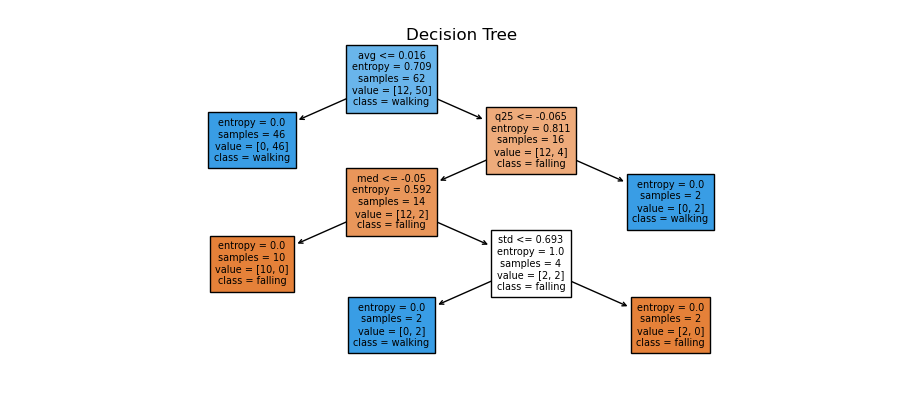 Decision Tree
avg <= 0.016
entropy = 0.709
samples = 62
value = [12, 50]
class = walking
entropy = 0.0
samples = 46
value = [0, 46]
class = walking
q25 <= -0.065
entropy = 0.811
samples = 16
value = [12, 4]
class = falling
med <= -0.05
entropy = 0.592
samples = 14
value = [12, 2]
class = falling
entropy = 0.0
samples = 2
value = [0, 2]
class = walking
entropy = 0.0
samples = 10
value = [10, 0]
class = falling
std <= 0.693
entropy = 1.0
samples = 4
value = [2, 2]
class = falling
entropy = 0.0
samples = 2
value = [0, 2]
class = walking
entropy = 0.0
samples = 2
value = [2, 0]
class = falling